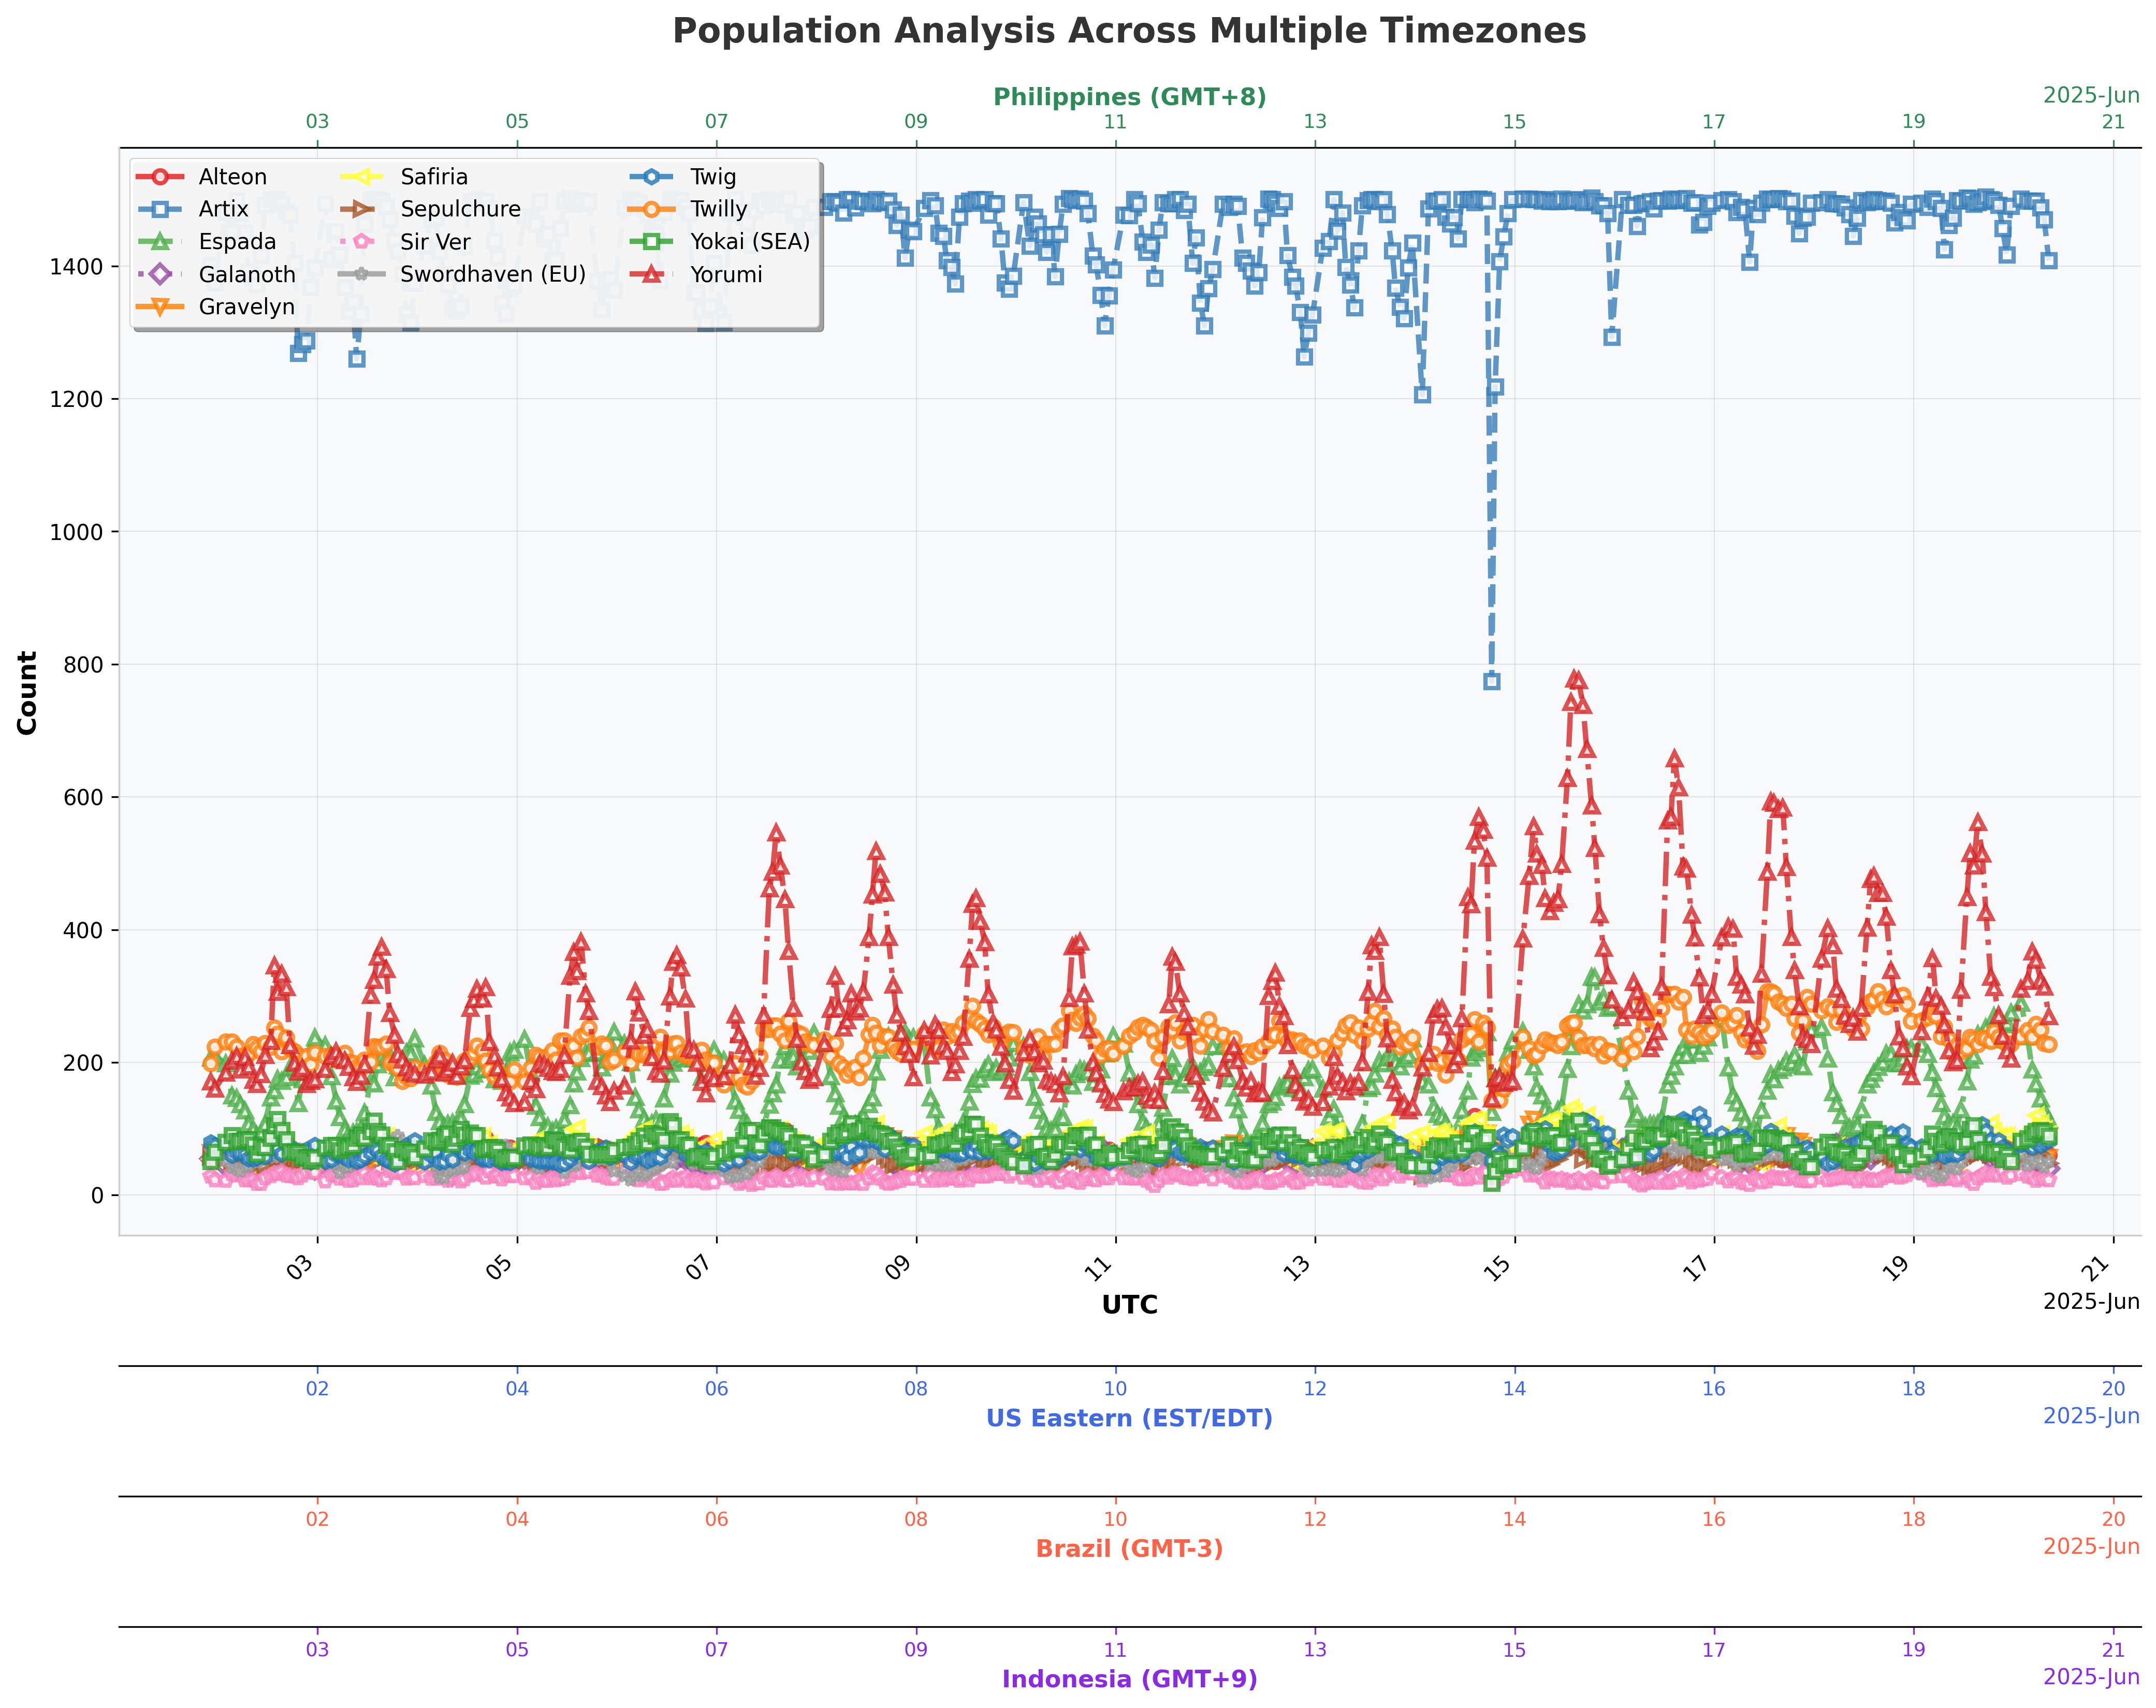 Population Analysis Across Multiple Timezones
Philippines (GMT+8)
2025-Jun
03 05 07 09 11 13 15 17 19 21
Alteon Safiria Twig
Artix Sepulchure Twilly
Espada Sir Ver Yokai (SEA)
Galanoth Swordhaven (EU) Yorumi
Gravelyn
Count
1400
1200
1000
800
600
400
200
0
03 05 07 09 11 13 15 17 19 21
UTC
2025-Jun
02 04 06 08 10 12 14 16 18 20
US Eastern (EST/EDT)
2025-Jun
02 04 06 08 10 12 14 16 18 20
Brazil (GMT-3)
2025-Jun
03 05 07 09 11 13 15 17 19 21
Indonesia (GMT+9)
2025-Jun